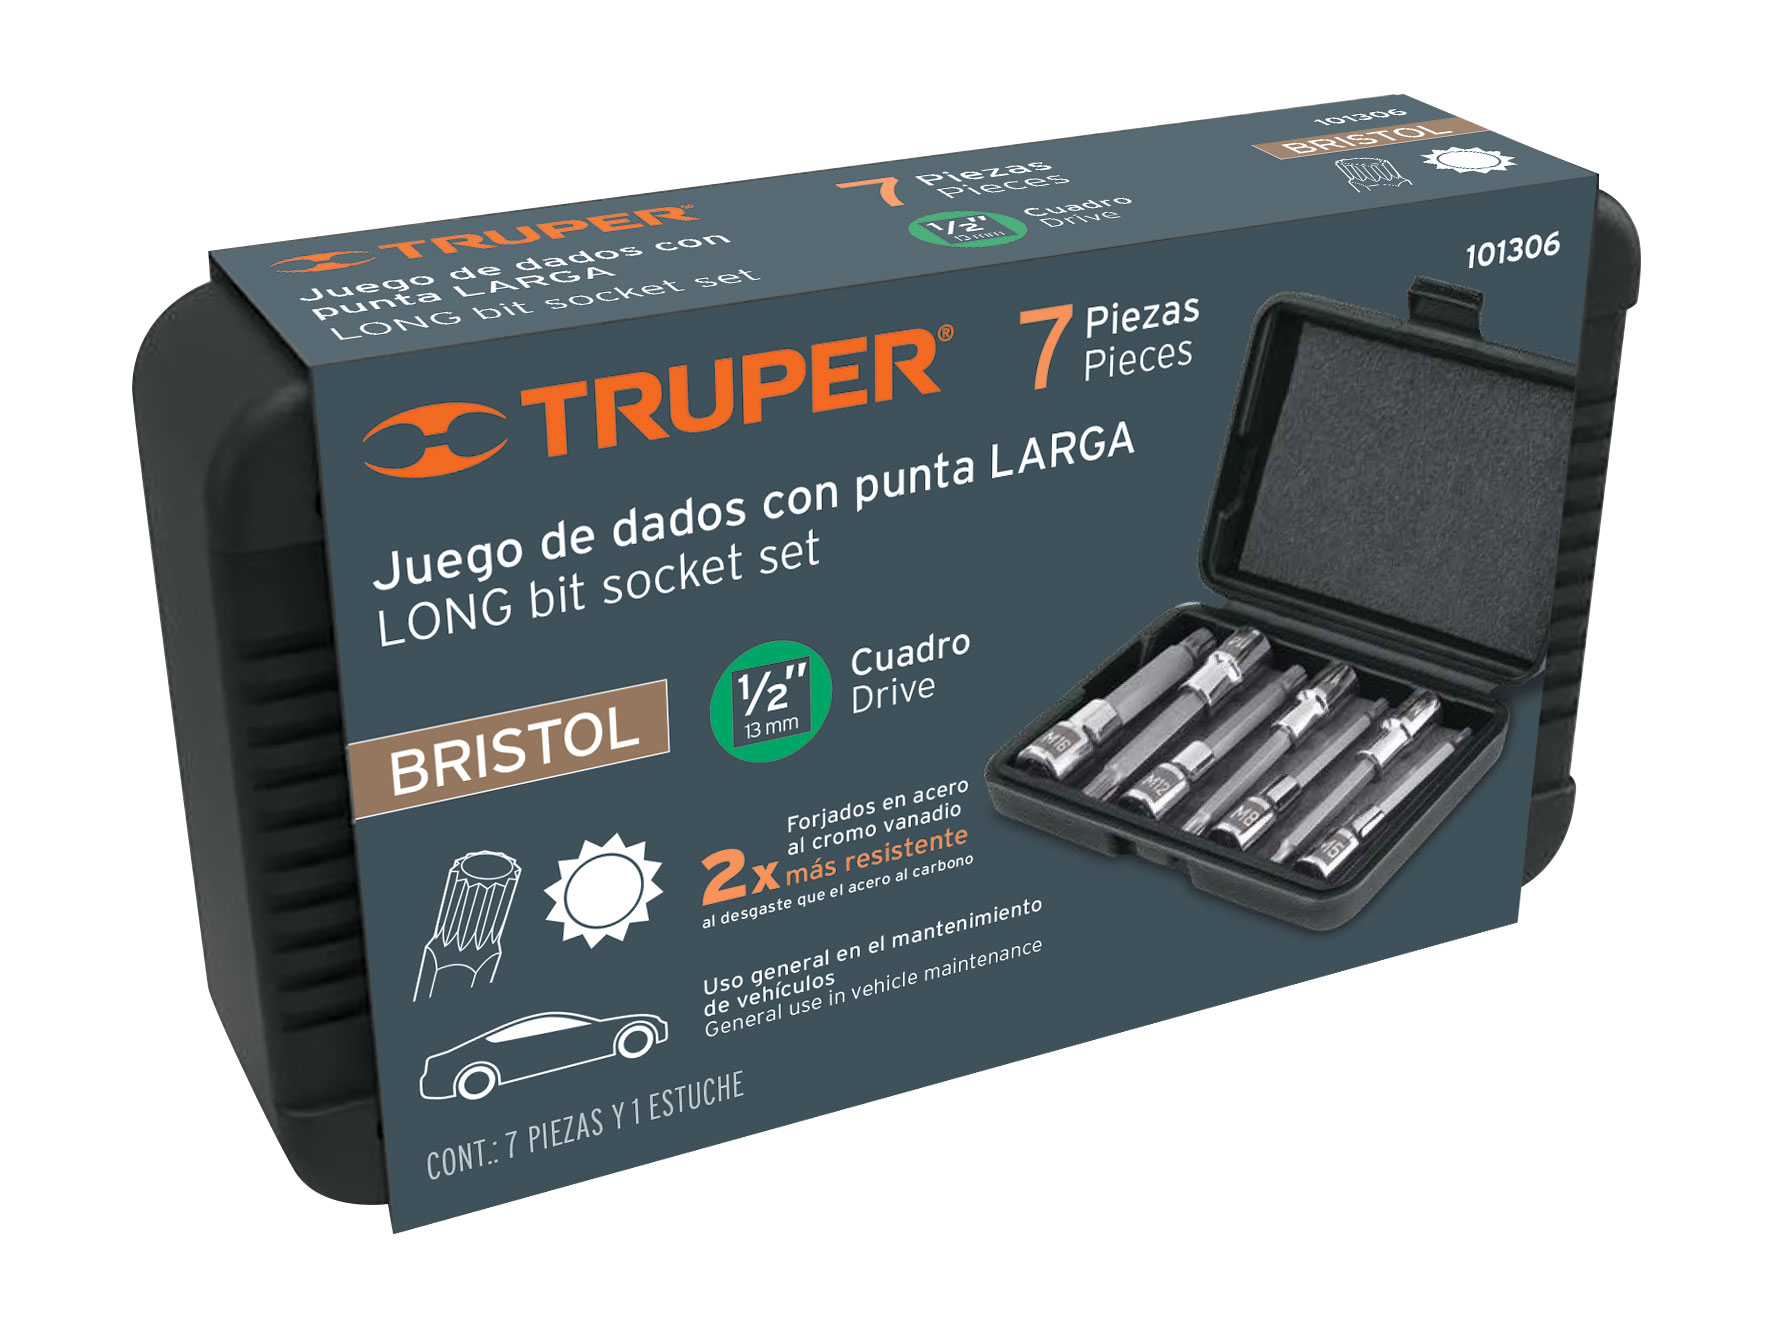 TRUPER®
Juego de dados con
punta LARGA
LONG bit socket set
7 Piezas
Pieces
1/2"
13 mm
Cuadro
Drive
101306
BRISTOL
101306
TRUPER®
7 Piezas
Pieces
Juego de dados con punta LARGA
LONG bit socket set
BRISTOL
1/2"
13 mm
Cuadro
Drive
Forjados en acero
al cromo vanadio
2x más resistente
al desgaste que el acero al carbono
Uso general en el mantenimiento
de vehículos
General use in vehicle maintenance
CONT.: 7 PIEZAS Y 1 ESTUCHE
M16
M12
M8